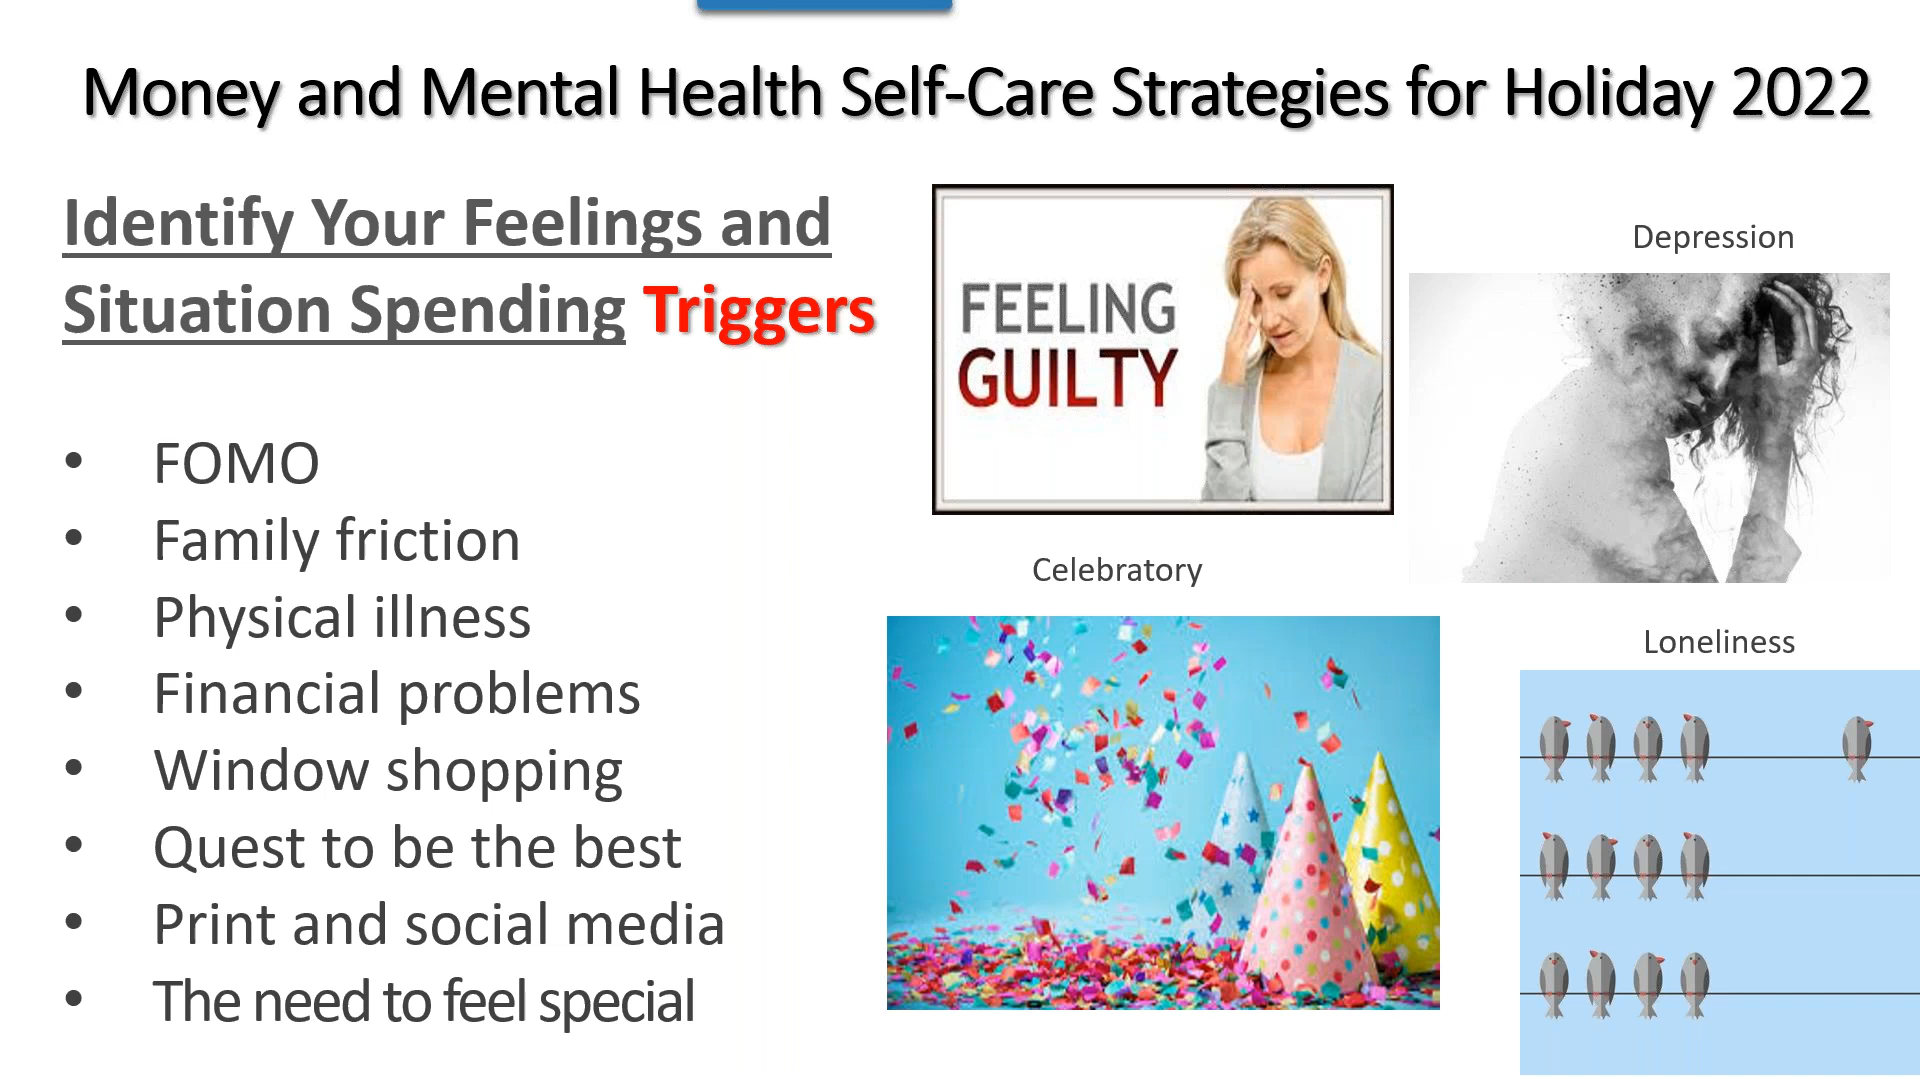 Money and Mental Health Self-Care Strategies for Holiday 2022
Identify Your Feelings and
Situation Spending Triggers
• FOMO
• Family friction
• Physical illness
• Financial problems
• Window shopping
• Quest to be the best
• Print and social media
• The need to feel special
FEELING
GUILTY
Depression
Celebratory
Loneliness